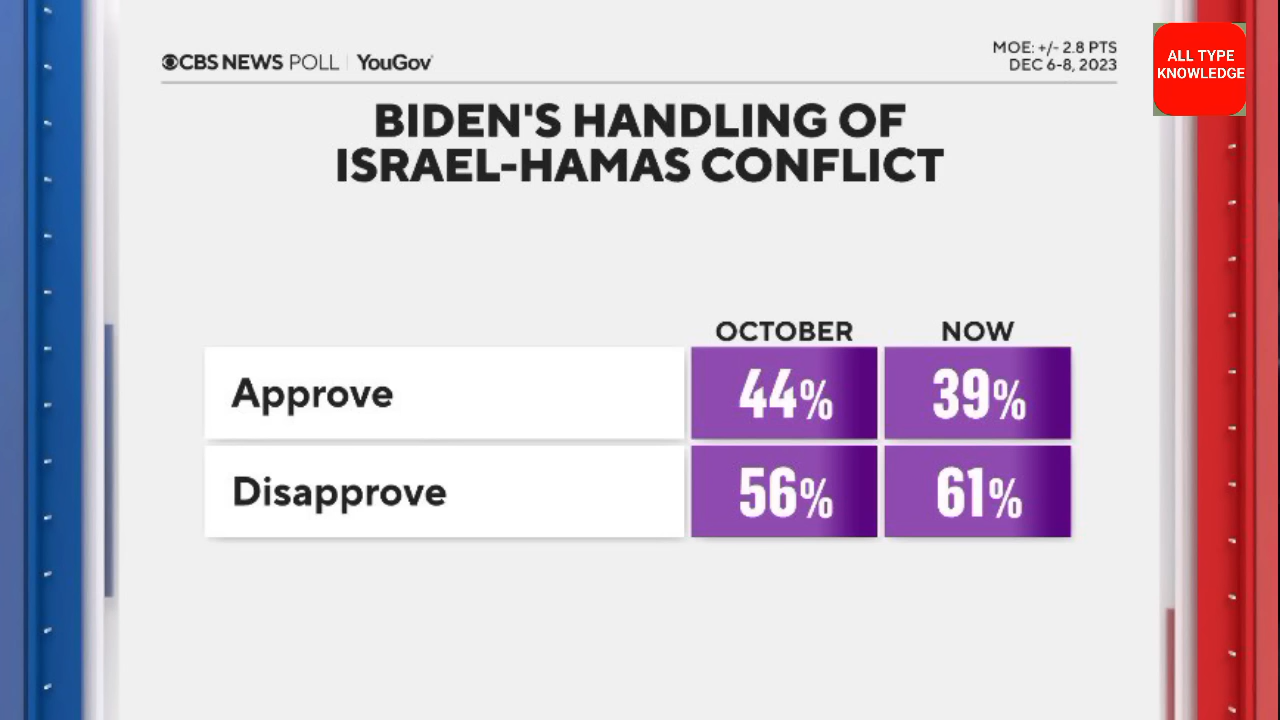 CBS NEWS POLL | YouGov
MOE: +/- 2.8 PTS
DEC 6-8, 2023
ALL TYPE
KNOWLEDGE
BIDEN'S HANDLING OF
ISRAEL-HAMAS CONFLICT
OCTOBER NOW
Approve 44% 39%
Disapprove 56% 61%